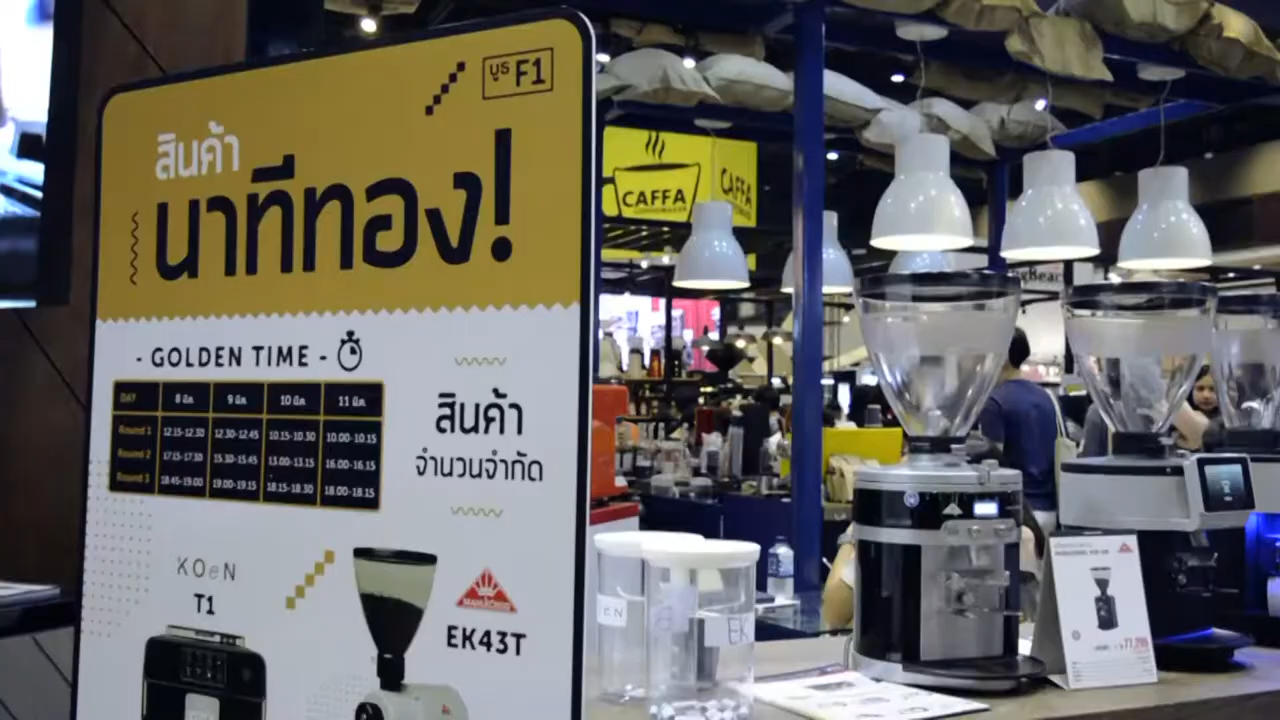 บูธ F1
สินค้า
นาทีทอง!
- GOLDEN TIME -
DAY 8 มีค. 9 มีค. 10 มีค. 11 มีค.
Round 1 12.15-12.30 12.30-12.45 10.15-10.30 10.00-10.15
Round 2 17.15-17.30 15.30-15.45 13.00-13.15 16.00-16.15
Round 3 18.45-19.00 19.00-19.15 18.15-18.30 18.00-18.15
สินค้า
จำนวนจำกัด
KOeN
T1
MAHLKÖNIG
EK43T
CAFFA
CAFFA
EK